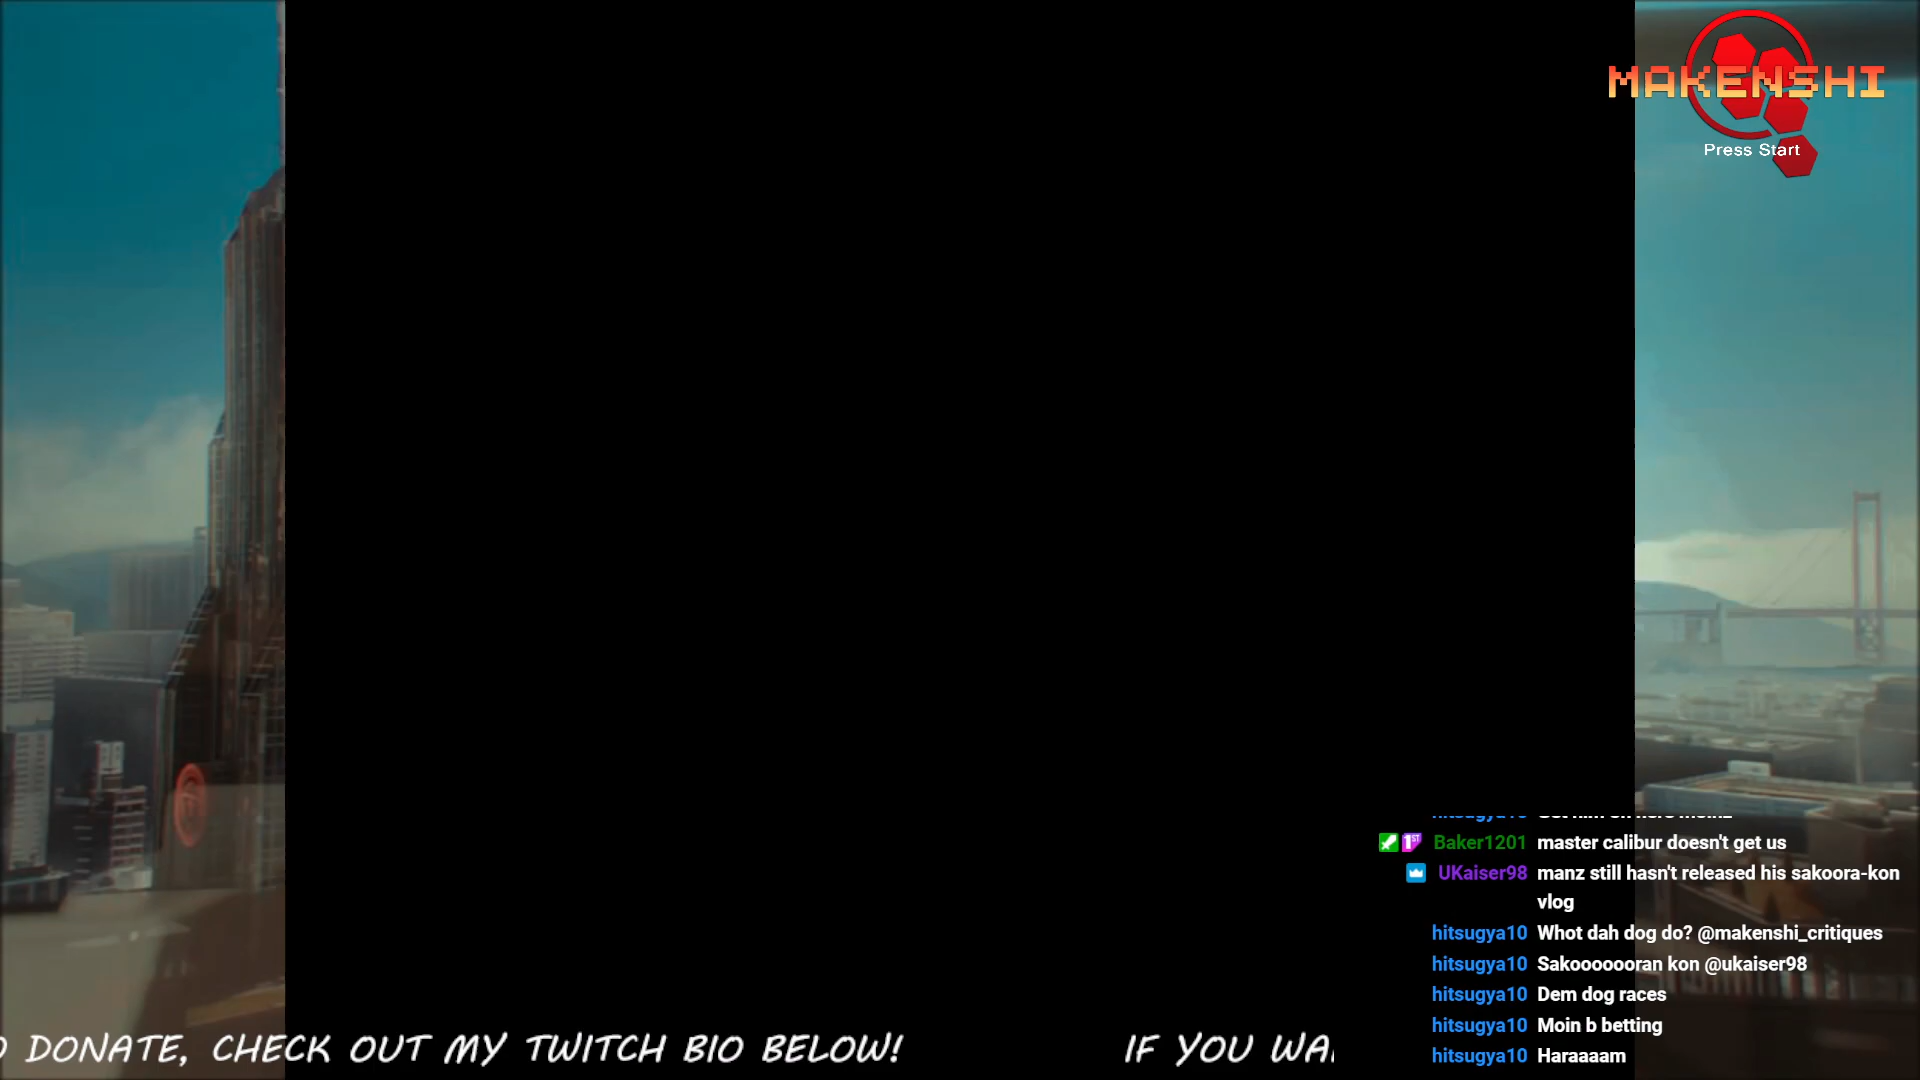 MAKENSHI
Press Start
Baker1201 master calibur doesn't get us
UKaiser98 manz still hasn't released his sakoora-kon
vlog
hitsugya10 Whot dah dog do? @makenshi_critiques
hitsugya10 Sakooooooran kon @ukaiser98
hitsugya10 Dem dog races
hitsugya10 Moin b betting
hitsugya10 Haraaaam
DONATE, CHECK OUT MY TWITCH BIO BELOW! IF YOU